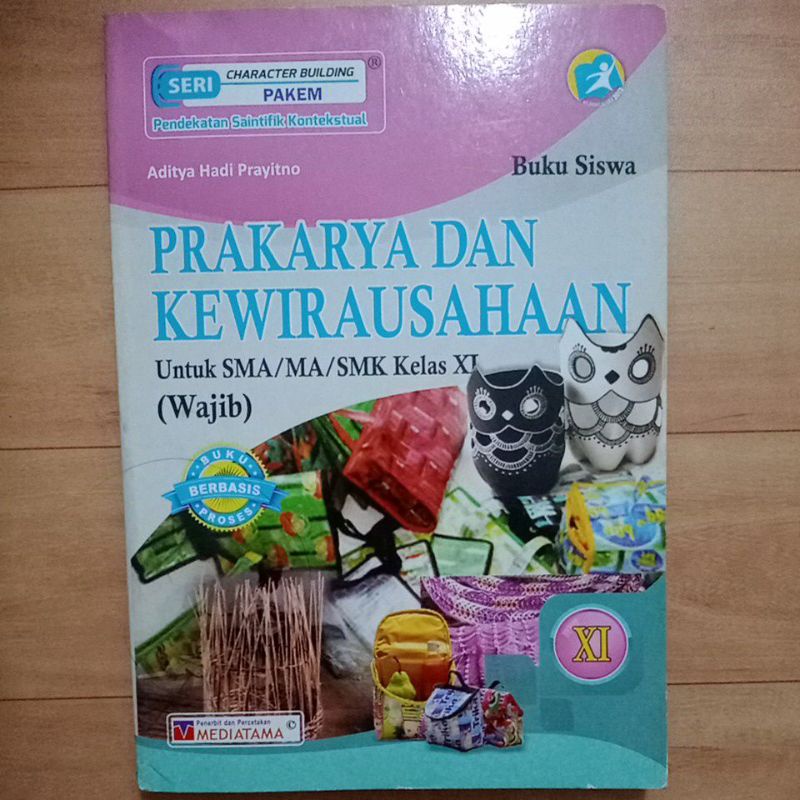 SERI
CHARACTER BUILDING
PAKEM
®
Pendekatan Saintifik Kontekstual
Aditya Hadi Prayitno
Buku Siswa
PRAKARYA DAN
KEWIRAUSAHAAN
Untuk SMA/MA/SMK Kelas XI
(Wajib)
BUKU
BERBASIS
PROSES
XI
Penerbit dan Percetakan
MEDIATAMA
©